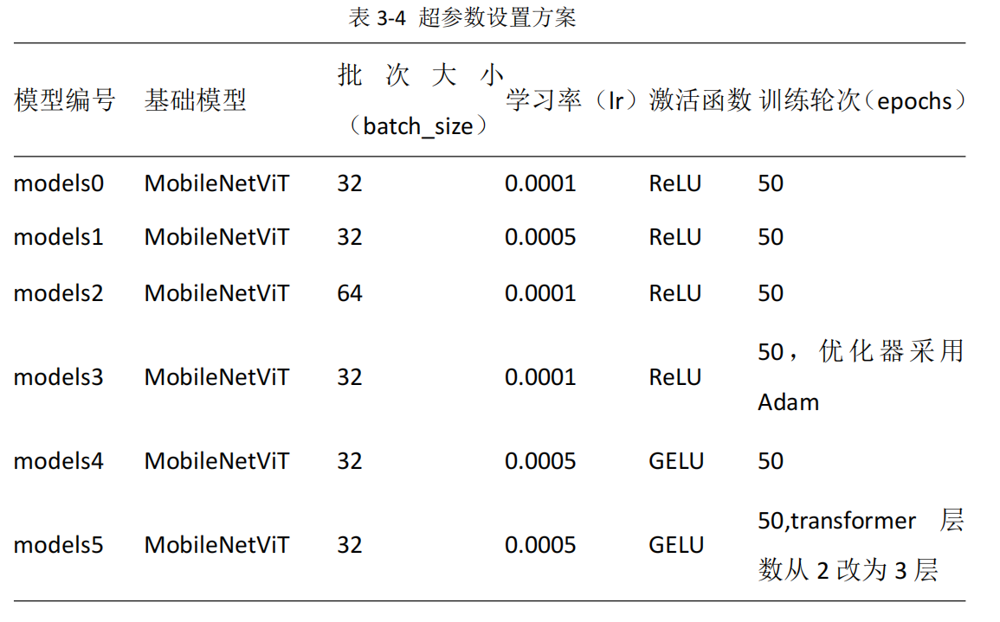 表 3-4 超参数设置方案
模型编号 基础模型 批次大小（batch_size） 学习率（lr） 激活函数 训练轮次（epochs）
models0 MobileNetViT 32 0.0001 ReLU 50
models1 MobileNetViT 32 0.0005 ReLU 50
models2 MobileNetViT 64 0.0001 ReLU 50
models3 MobileNetViT 32 0.0001 ReLU 50，优化器采用 Adam
models4 MobileNetViT 32 0.0005 GELU 50
models5 MobileNetViT 32 0.0005 GELU 50,transformer 层数从 2 改为 3 层